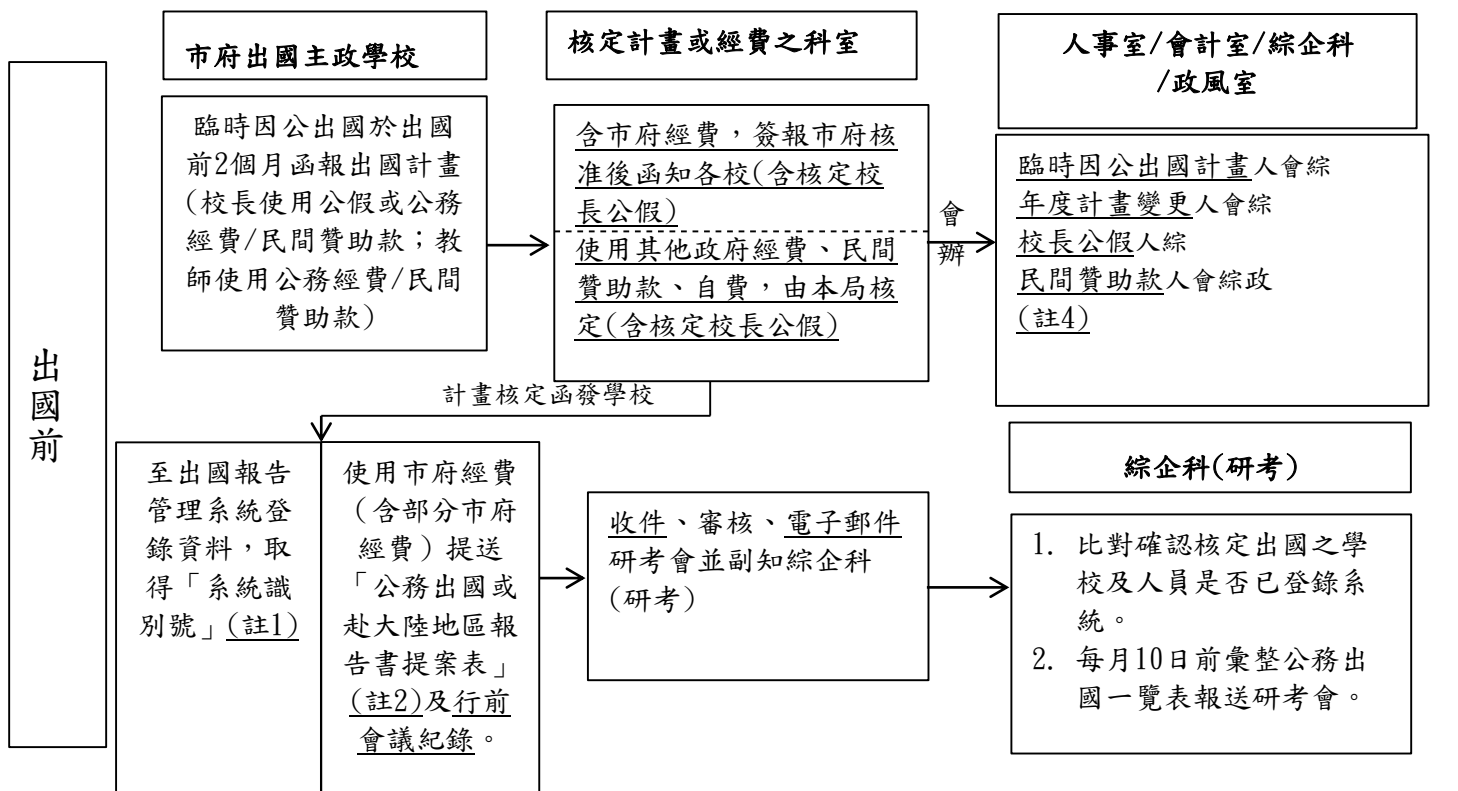 市府出國主政學校
核定計畫或經費之科室
人事室/會計室/綜企科
/政風室
出國前
臨時因公出國於出國
前2個月函報出國計畫
(校長使用公假或公務
經費/民間贊助款；教
師使用公務經費/民間
贊助款)
含市府經費，簽報市府核
准後函知各校(含核定校
長公假)
使用其他政府經費、民間
贊助款、自費，由本局核
定(含核定校長公假)
會
辦
臨時因公出國計畫人會綜
年度計畫變更人會綜
校長公假人綜
民間贊助款人會綜政
(註4)
計畫核定函發學校
至出國報告
管理系統登
錄資料，取
得「系統識
別號」(註1)
使用市府經費
(含部分市府
經費)提送
「公務出國或
赴大陸地區報
告書提案表」
(註2)及行前
會議紀錄。
收件、審核、電子郵件
研考會並副知綜企科
(研考)
綜企科(研考)
1. 比對確認核定出國之學
校及人員是否已登錄系
統。
2. 每月10日前彙整公務出
國一覽表報送研考會。